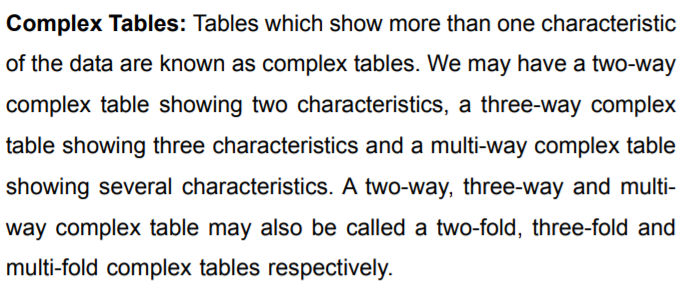 Complex Tables: Tables which show more than one characteristic
of the data are known as complex tables. We may have a two-way
complex table showing two characteristics, a three-way complex
table showing three characteristics and a multi-way complex table
showing several characteristics. A two-way, three-way and multi-
way complex table may also be called a two-fold, three-fold and
multi-fold complex tables respectively.